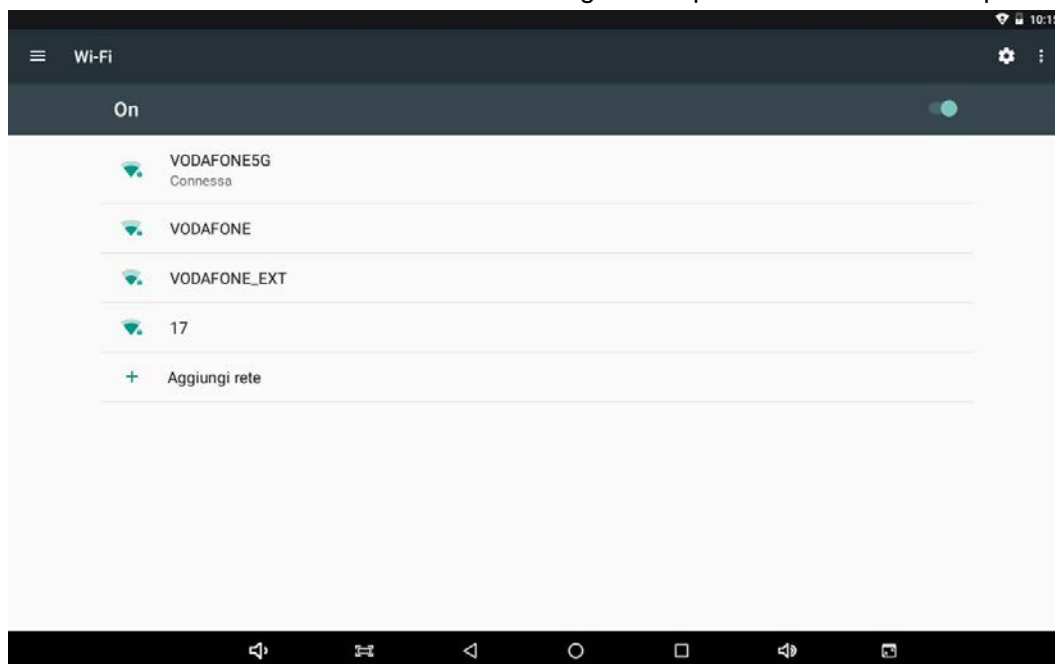 10:15
Wi-Fi
On
VODAFONE5G
Connessa
VODAFONE
VODAFONE_EXT
17
Aggiungi rete